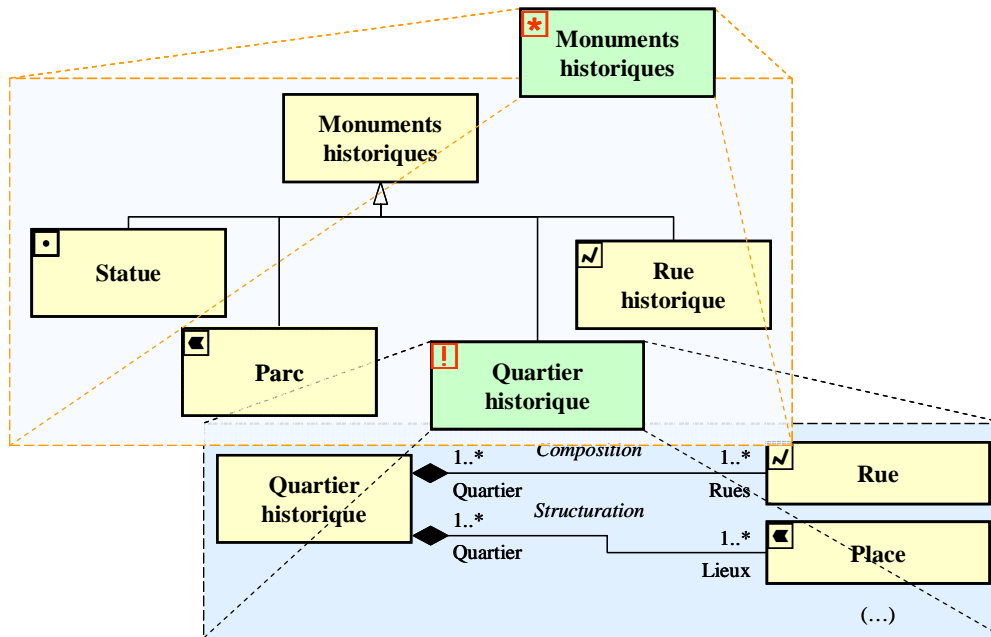 Monuments
historiques
Monuments
historiques
Statue
Rue
historique
Parc
Quartier
historique
Quartier
historique
1..*
Composition
1..*
Quartier
Rues
Rue
1..*
Structuration
1..*
Quartier
Lieux
Place
(...)